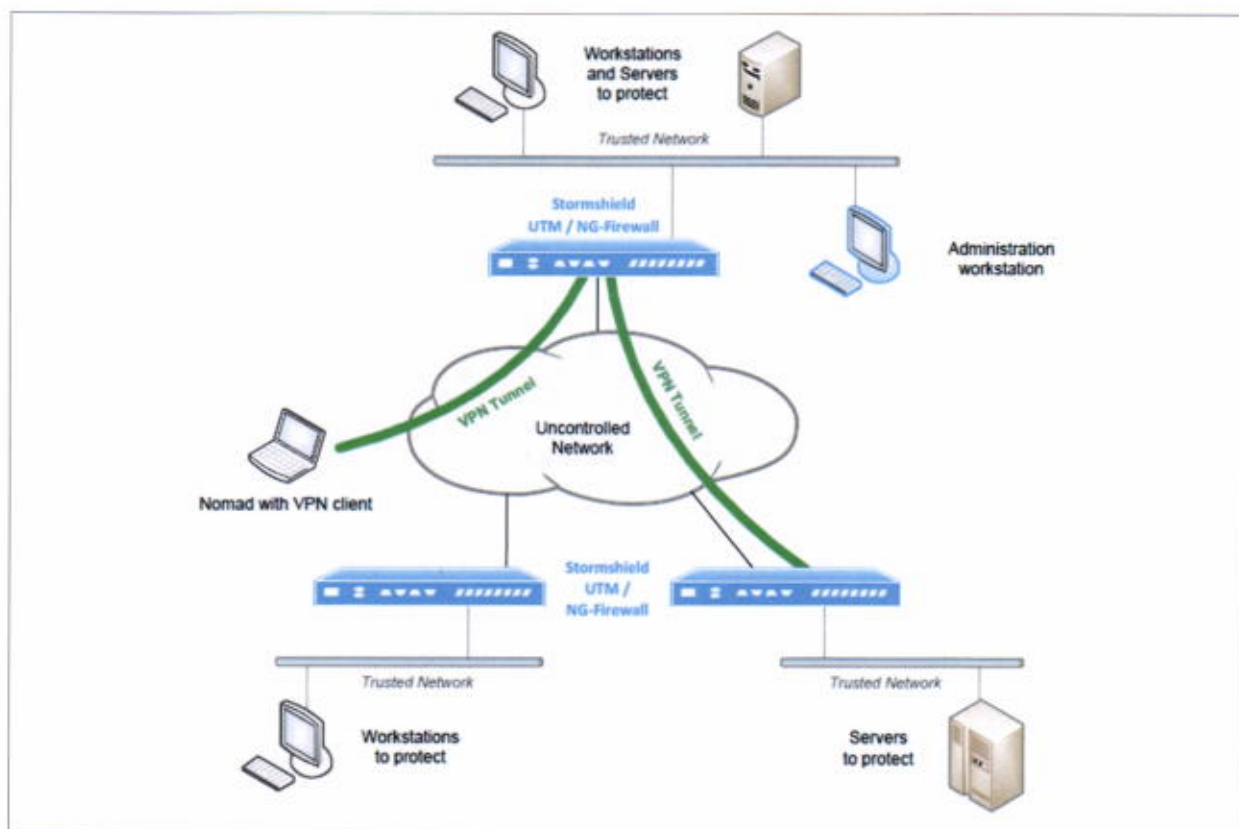 Workstations
and Servers
to protect
Trusted Network
Stormshield
UTM / NG-Firewall
Administration
workstation
VPN Tunnel
VPN Tunnel
Uncontrolled
Network
Nomad with VPN client
Stormshield
UTM /
NG-Firewall
Trusted Network
Trusted Network
Workstations
to protect
Servers
to protect